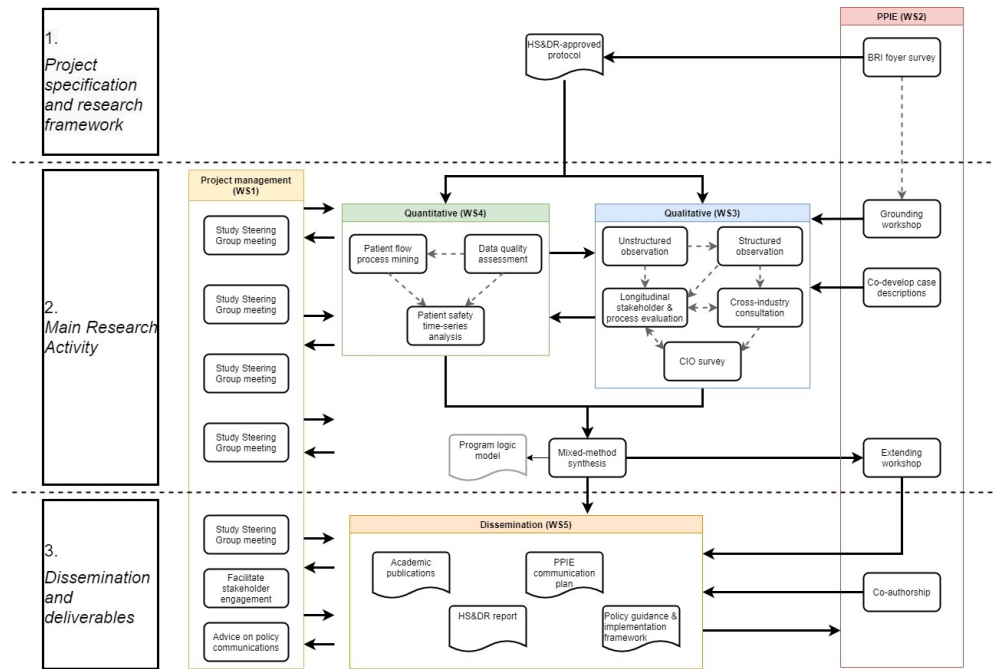 1.
Project
specification
and research
framework
HS&DR-approved
protocol
PPIE (WS2)
BRI foyer survey
2.
Main Research
Activity
Project management
(WS1)
Study Steering
Group meeting
Study Steering
Group meeting
Study Steering
Group meeting
Study Steering
Group meeting
Quantitative (WS4)
Patient flow
process mining
Data quality
assessment
Patient safety
time-series
analysis
Qualitative (WS3)
Unstructured
observation
Structured
observation
Longitudinal
stakeholder &
process evaluation
Cross-industry
consultation
CIO survey
Grounding
workshop
Co-develop case
descriptions
Program logic
model
Mixed-method
synthesis
Extending
workshop
3.
Dissemination
and
deliverables
Study Steering
Group meeting
Facilitate
stakeholder
engagement
Advice on policy
communications
Dissemination (WS5)
Academic
publications
PPIE
communication
plan
HS&DR report
Policy guidance &
implementation
framework
Co-authorship